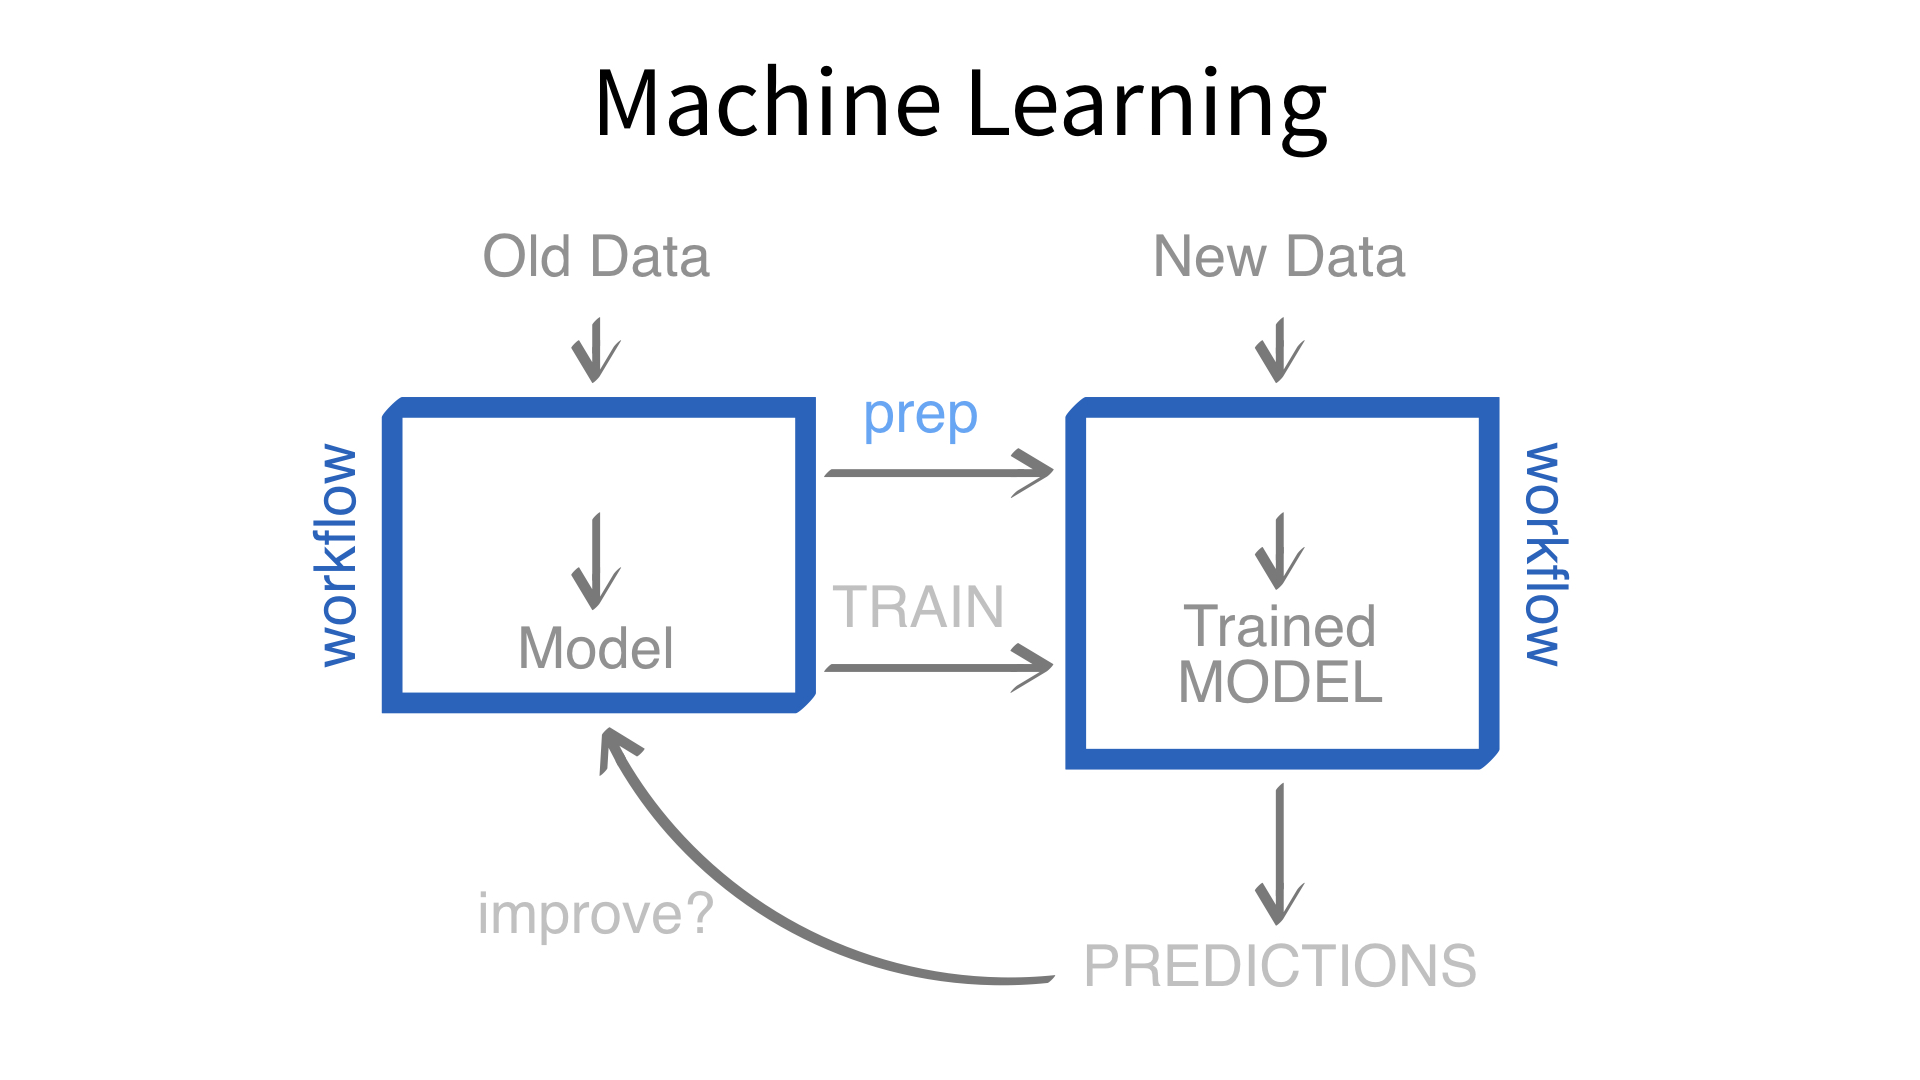 Machine Learning
Old Data
New Data
prep
workflow
workflow
TRAIN
Model
Trained
MODEL
improve?
PREDICTIONS